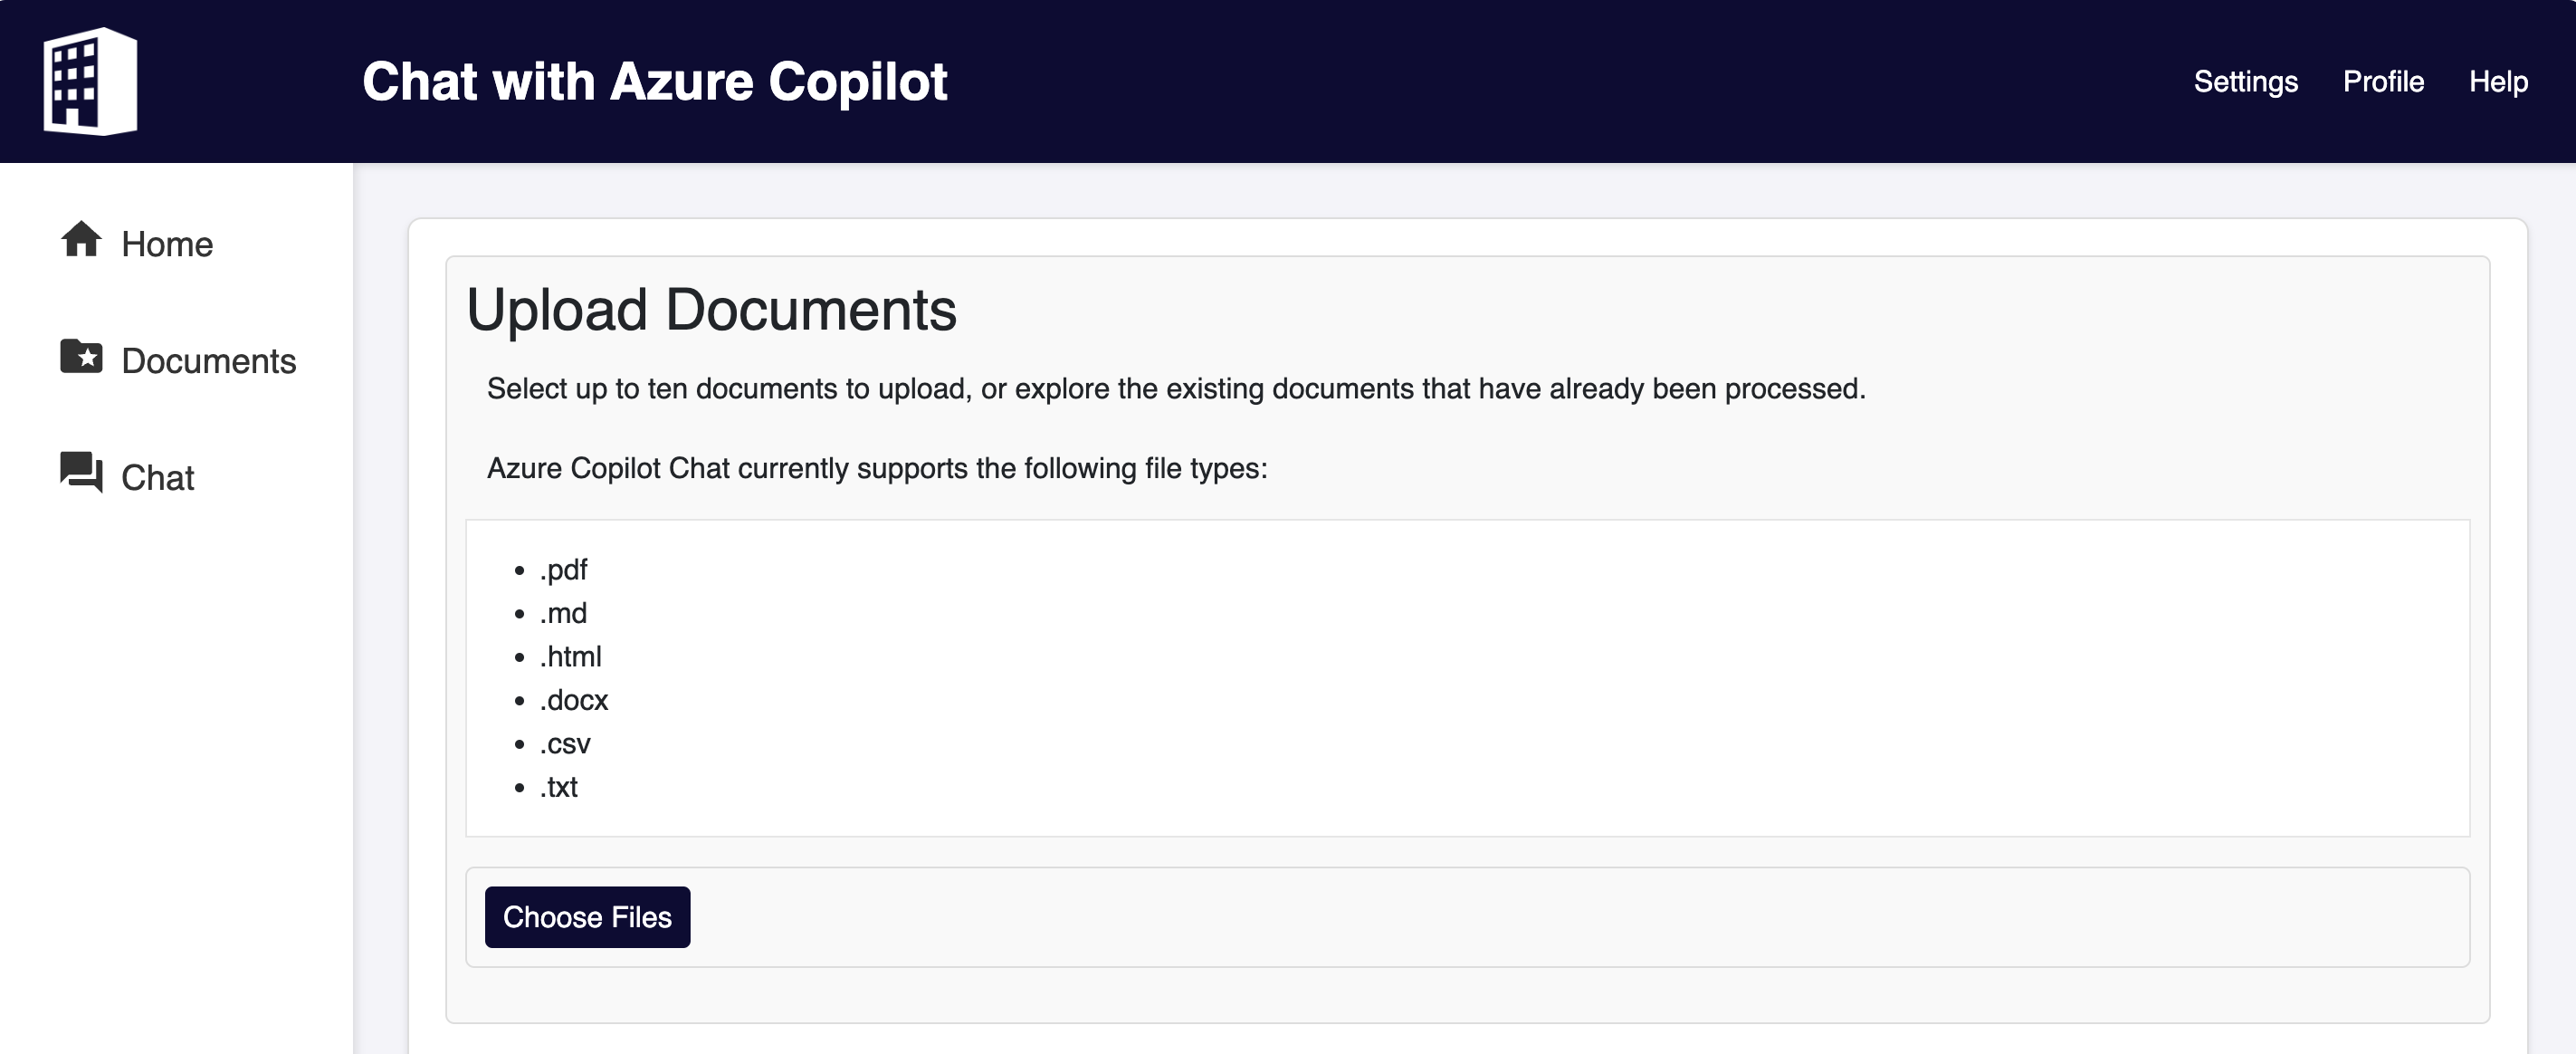 Chat with Azure Copilot
Settings
Profile
Help
Home
Documents
Chat
Upload Documents
Select up to ten documents to upload, or explore the existing documents that have already been processed.
Azure Copilot Chat currently supports the following file types:
.pdf
.md
.html
.docx
.csv
.txt
Choose Files